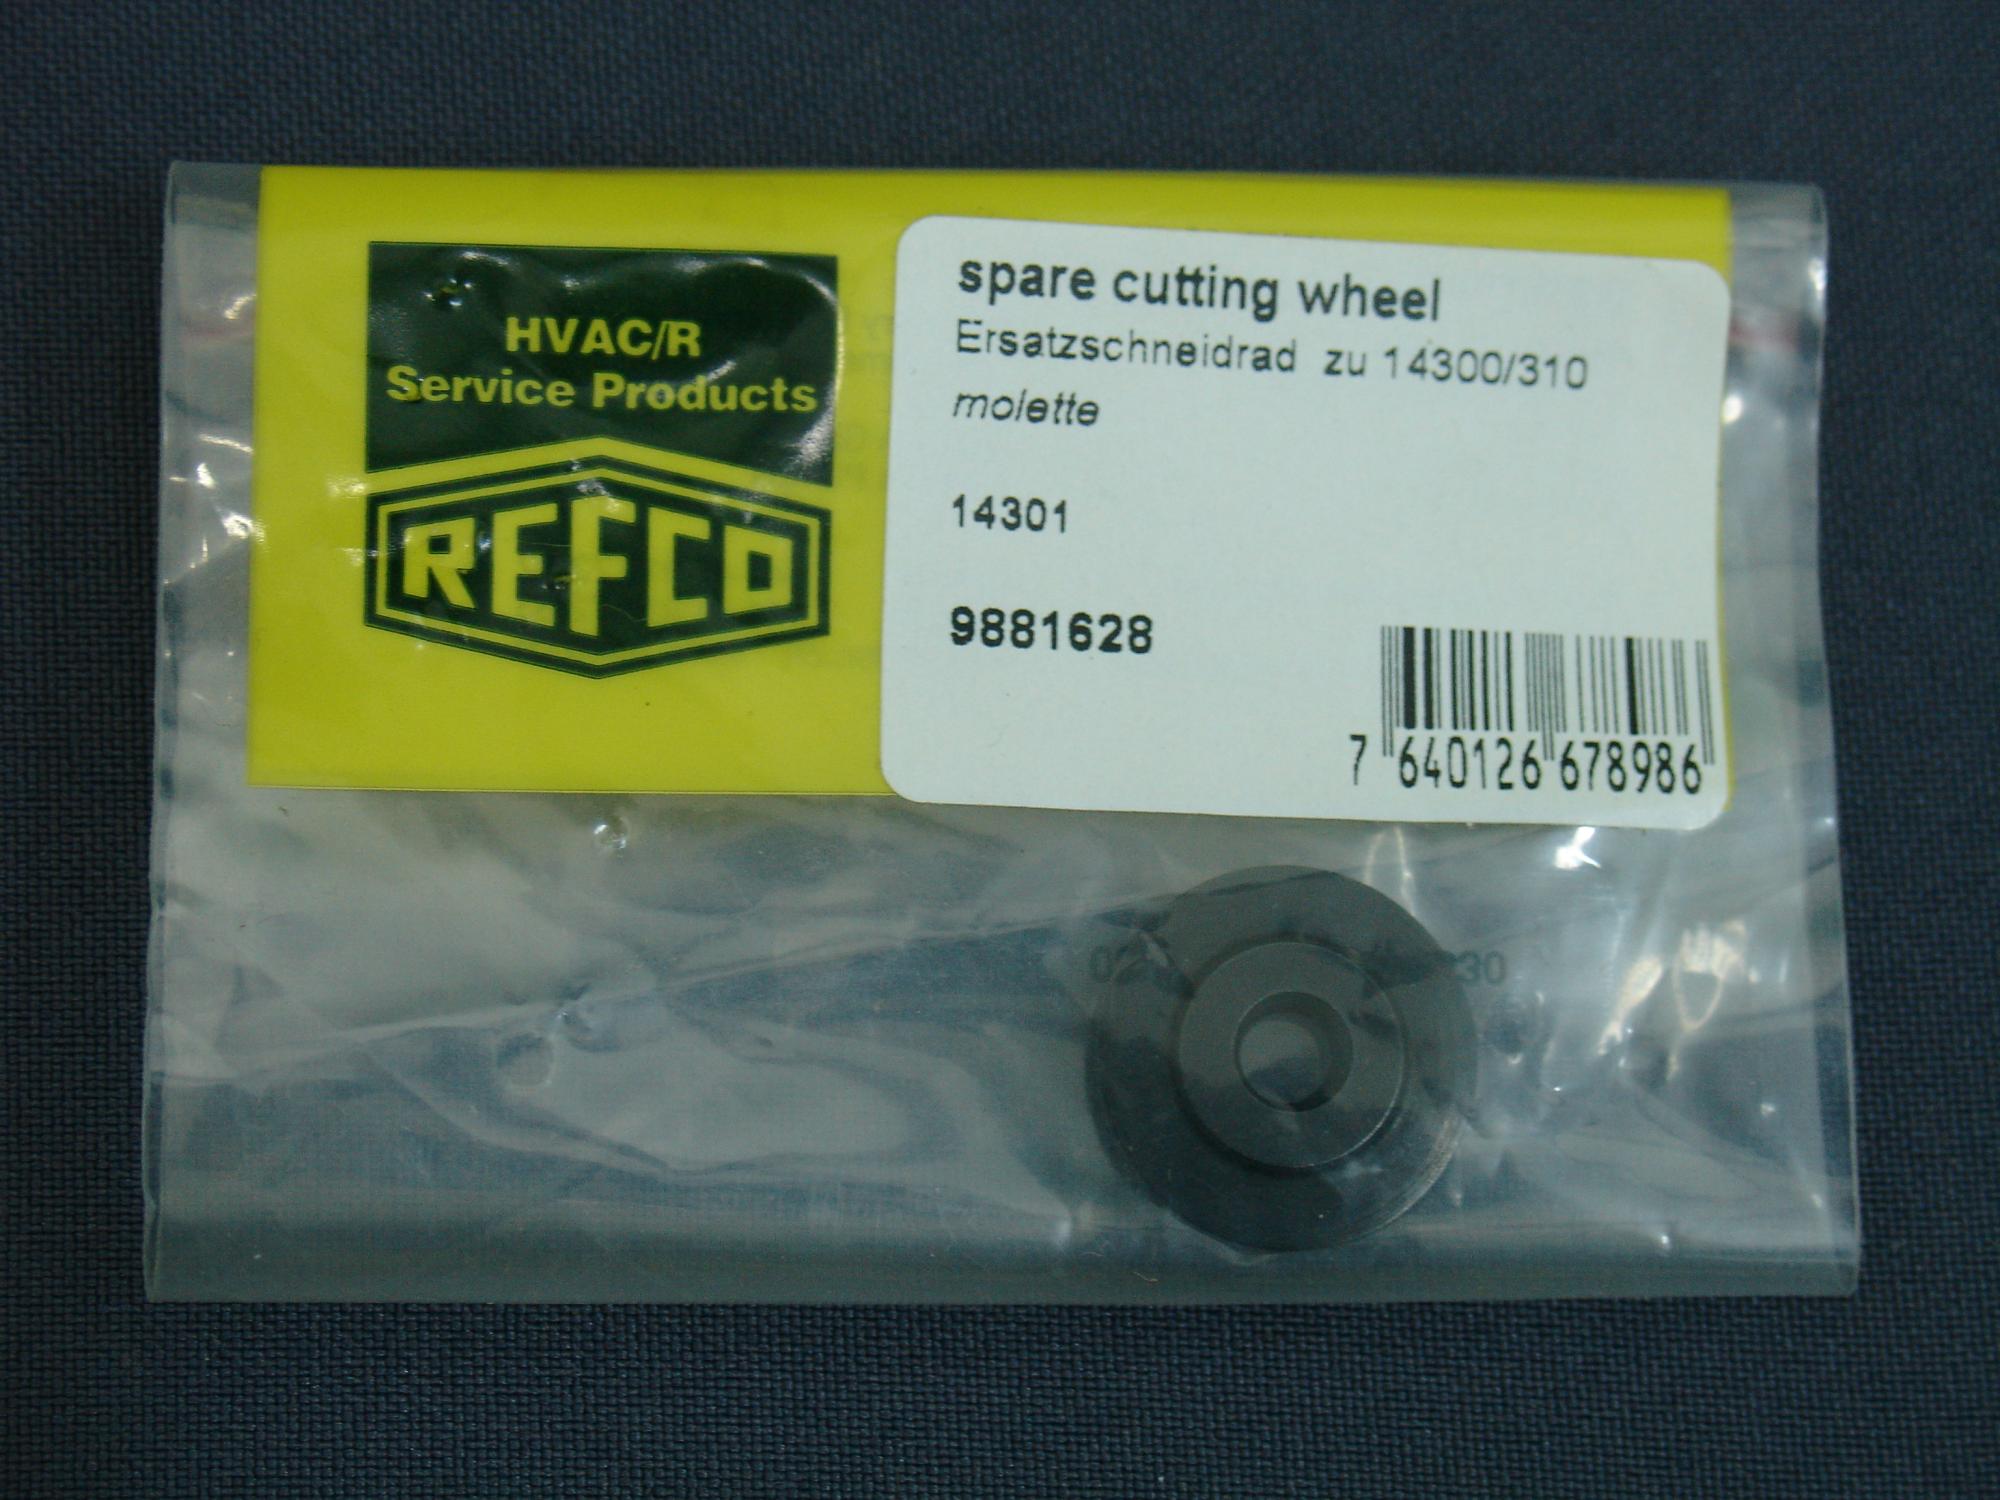 HVAC/R
Service Products
REFCO
spare cutting wheel
Ersatzschneidrad zu 14300/310
molette
14301
9881628
7 640126 678986